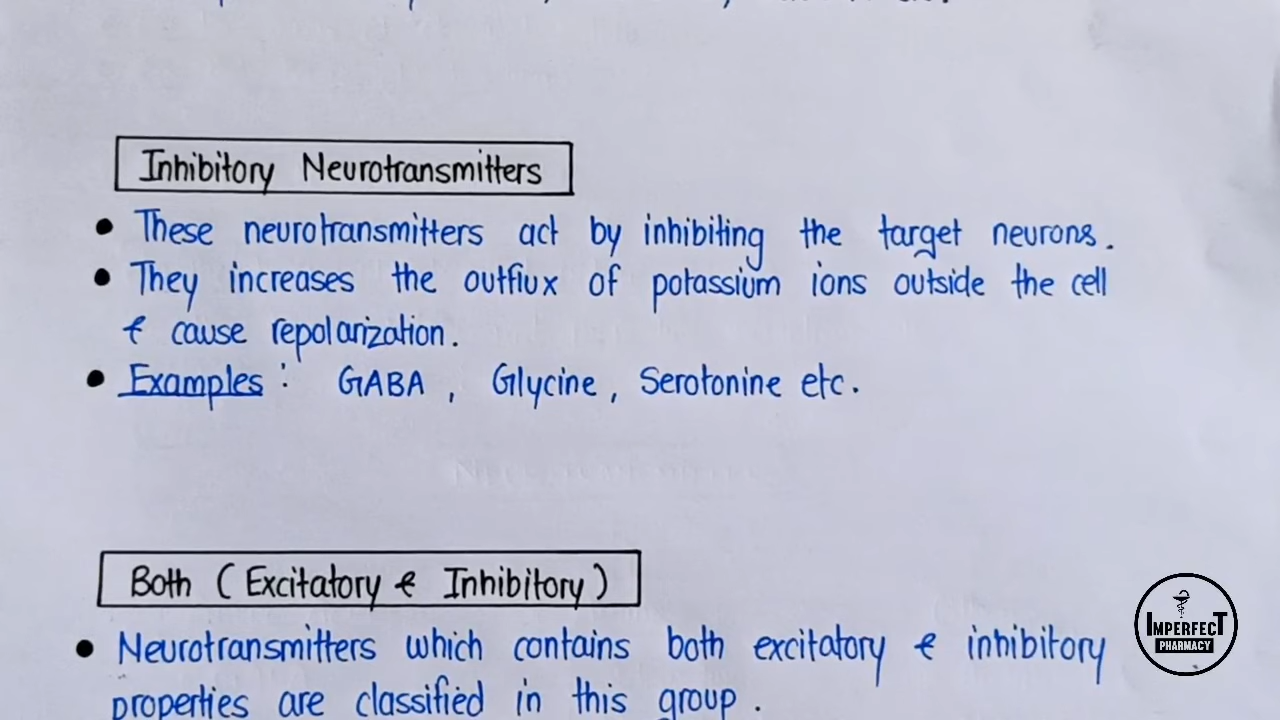 Inhibitory Neurotransmitters
• These neurotransmitters act by inhibiting the target neurons.
• They increases the outflux of potassium ions outside the cell
& cause repolarization.
• Examples: GABA, Glycine, Serotonine etc.
Both (Excitatory & Inhibitory)
• Neurotransmitters which contains both excitatory & inhibitory
properties are classified in this group.
IMPERFECT
PHARMACY